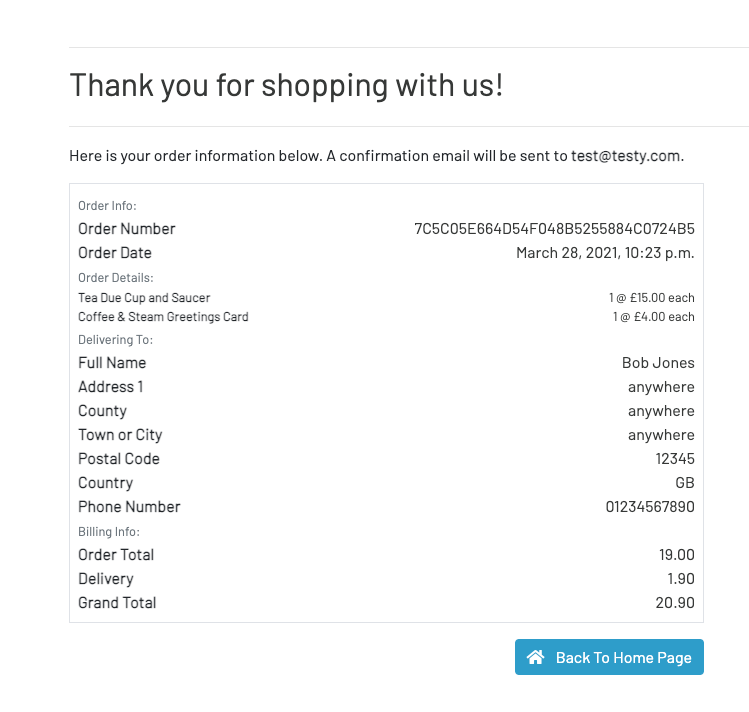 Thank you for shopping with us!
Here is your order information below. A confirmation email will be sent to test@testy.com.
Order Info:
Order Number 7C5C05E664D54F048B5255884C0724B5
Order Date March 28, 2021, 10:23 p.m.
Order Details:
Tea Due Cup and Saucer 1 @ £15.00 each
Coffee & Steam Greetings Card 1 @ £4.00 each
Delivering To:
Full Name Bob Jones
Address 1 anywhere
County anywhere
Town or City anywhere
Postal Code 12345
Country GB
Phone Number 01234567890
Billing Info:
Order Total 19.00
Delivery 1.90
Grand Total 20.90
Back To Home Page